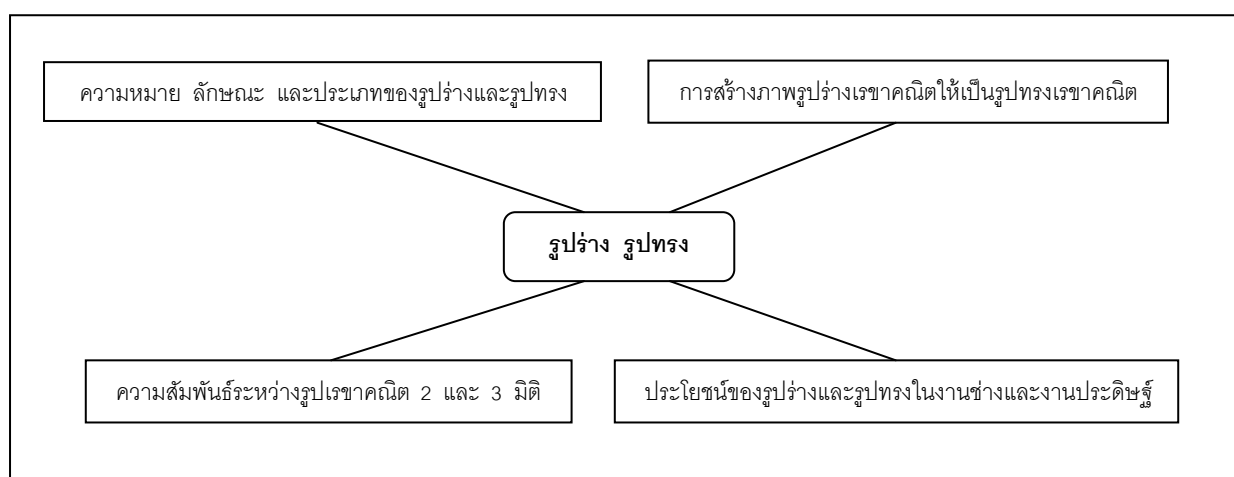 ความหมาย ลักษณะ และประเภทของรูปร่างและรูปทรง
การสร้างภาพรูปร่างเรขาคณิตให้เป็นรูปทรงเรขาคณิต
รูปร่าง รูปทรง
ความสัมพันธ์ระหว่างรูปเรขาคณิต 2 และ 3 มิติ
ประโยชน์ของรูปร่างและรูปทรงในงานช่างและงานประดิษฐ์